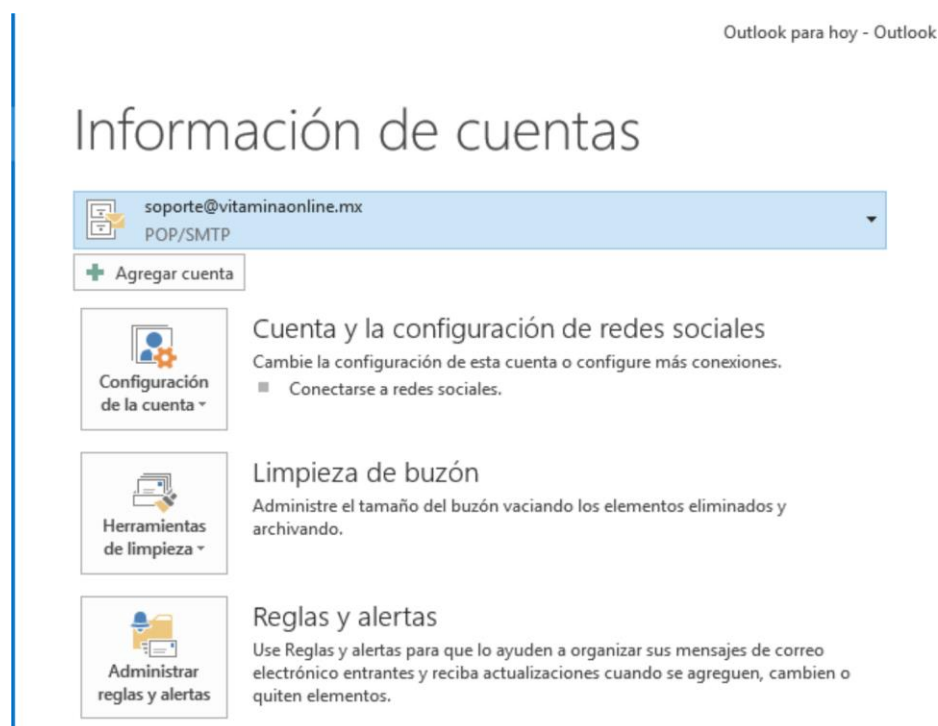 Outlook para hoy - Outlook
Información de cuentas
soporte@vitaminaonline.mx
POP/SMTP
Agregar cuenta
Configuración
de la cuenta
Cuenta y la configuración de redes sociales
Cambie la configuración de esta cuenta o configure más conexiones.
Conectarse a redes sociales.
Herramientas
de limpieza
Limpieza de buzón
Administre el tamaño del buzón vaciando los elementos eliminados y
archivando.
Administrar
reglas y alertas
Reglas y alertas
Use Reglas y alertas para que lo ayuden a organizar sus mensajes de correo
electrónico entrantes y reciba actualizaciones cuando se agreguen, cambien o
quiten elementos.